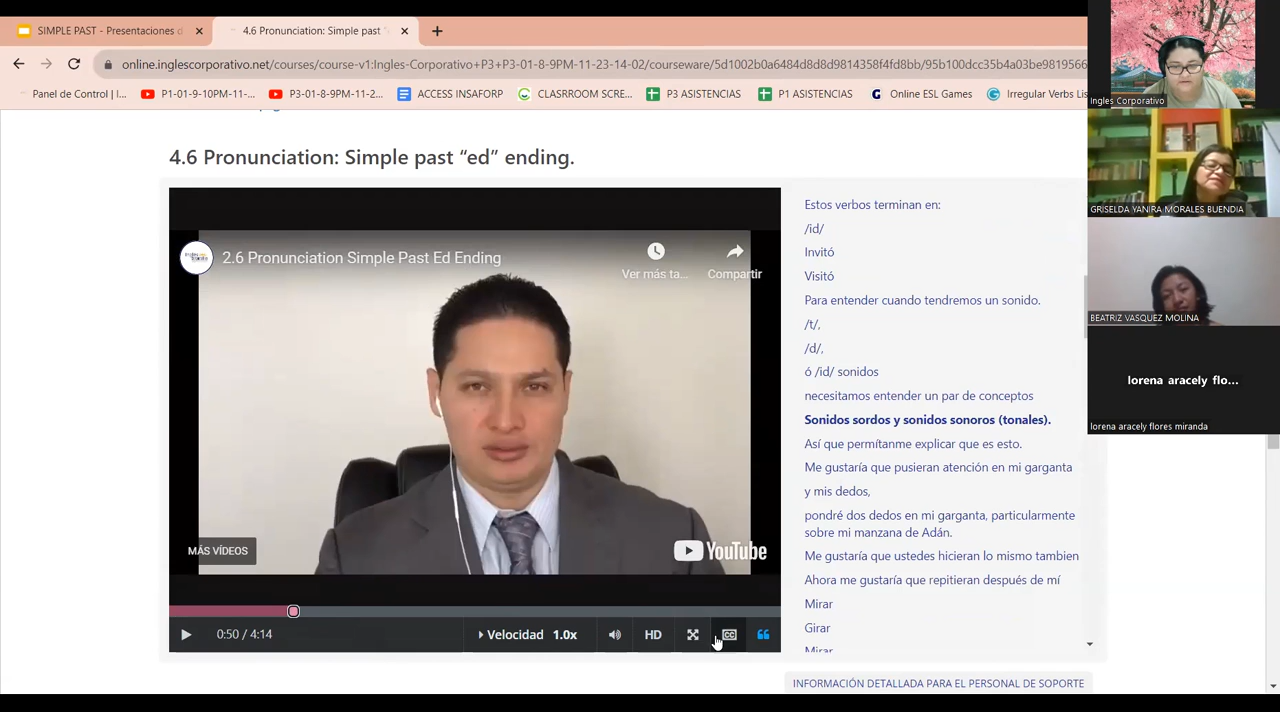 SIMPLE PAST - Presentaciones d
4.6 Pronunciation: Simple past "
online.inglescorporativo.net/courses/course-v1:Ingles-Corporativo+P3+P3-01-8-9PM-11-23-14-02/courseware/5d1002b0a6484d8d8d9814358f4fd8bb/95b100dcc35b4a03be9819566
Panel de Control | I...
P1-01-9-10PM-11-...
P3-01-8-9PM-11-2...
ACCESS INSAFORP
CLASRROOM SCRE...
P3 ASISTENCIAS
P1 ASISTENCIAS
Online ESL Games
Irregular Verbs Lis
4.6 Pronunciation: Simple past “ed” ending.
2.6 Pronunciation Simple Past Ed Ending
Ver más ta...
Compartir
MÁS VÍDEOS
YouTube
0:50 / 4:14
Velocidad 1.0x
HD
CC
Estos verbos terminan en:
/id/
Invitó
Visitó
Para entender cuando tendremos un sonido.
/t/,
/d/,
ó /id/ sonidos
necesitamos entender un par de conceptos
Sonidos sordos y sonidos sonoros (tonales).
Así que permítanme explicar que es esto.
Me gustaría que pusieran atención en mi garganta
y mis dedos,
pondré dos dedos en mi garganta, particularmente
sobre mi manzana de Adán.
Me gustaría que ustedes hicieran lo mismo tambien
Ahora me gustaría que repitieran después de mí
Mirar
Girar
Mirar
INFORMACIÓN DETALLADA PARA EL PERSONAL DE SOPORTE
Ingles Corporativo
GRISELDA YANIRA MORALES BUENDIA
BEATRIZ VASQUEZ MOLINA
lorena aracely flo...
lorena aracely flores miranda